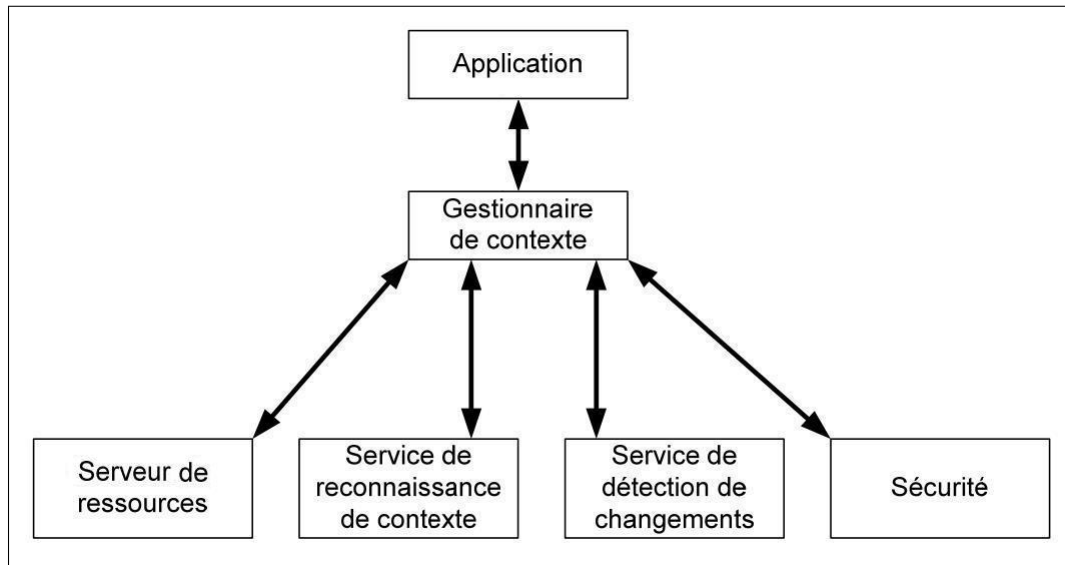 Application
Gestionnaire
de contexte
Serveur de
ressources
Service de
reconnaissance
de contexte
Service de
détection de
changements
Sécurité